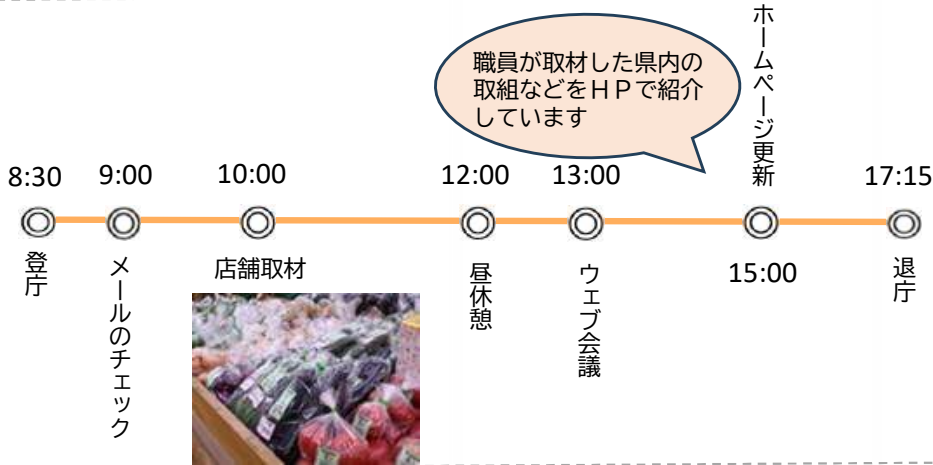 職員が取材した県内の
取組などをＨＰで紹介
しています
ホームページ更新
8:30
9:00
10:00
12:00
13:00
17:15
登庁
メールのチェック
店舗取材
昼休憩
ウェブ会議
15:00
退庁